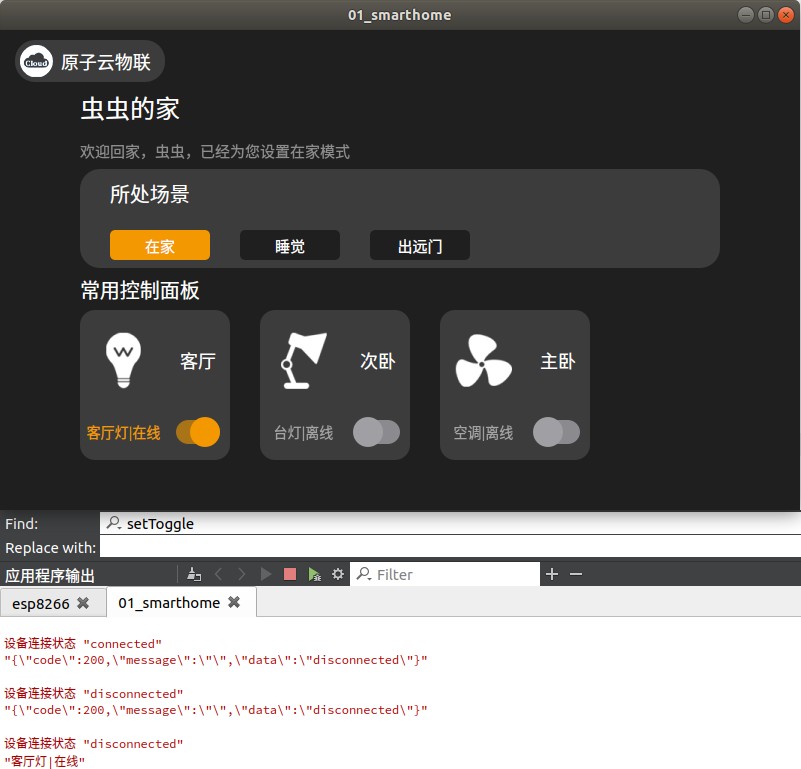 01_smarthome
Cloud 原子云物联
虫虫的家
欢迎回家，虫虫，已经为您设置在家模式
所处场景
在家 睡觉 出远门
常用控制面板
客厅 次卧 主卧
客厅灯|在线 台灯|离线 空调|离线
Find: setToggle
Replace with:
应用程序输出 Filter
esp8266 01_smarthome
设备连接状态 "connected"
"{\"code\":200,\"message\":\"\",\"data\":\"disconnected\"}"
设备连接状态 "disconnected"
"{\"code\":200,\"message\":\"\",\"data\":\"disconnected\"}"
设备连接状态 "disconnected"
"客厅灯|在线"